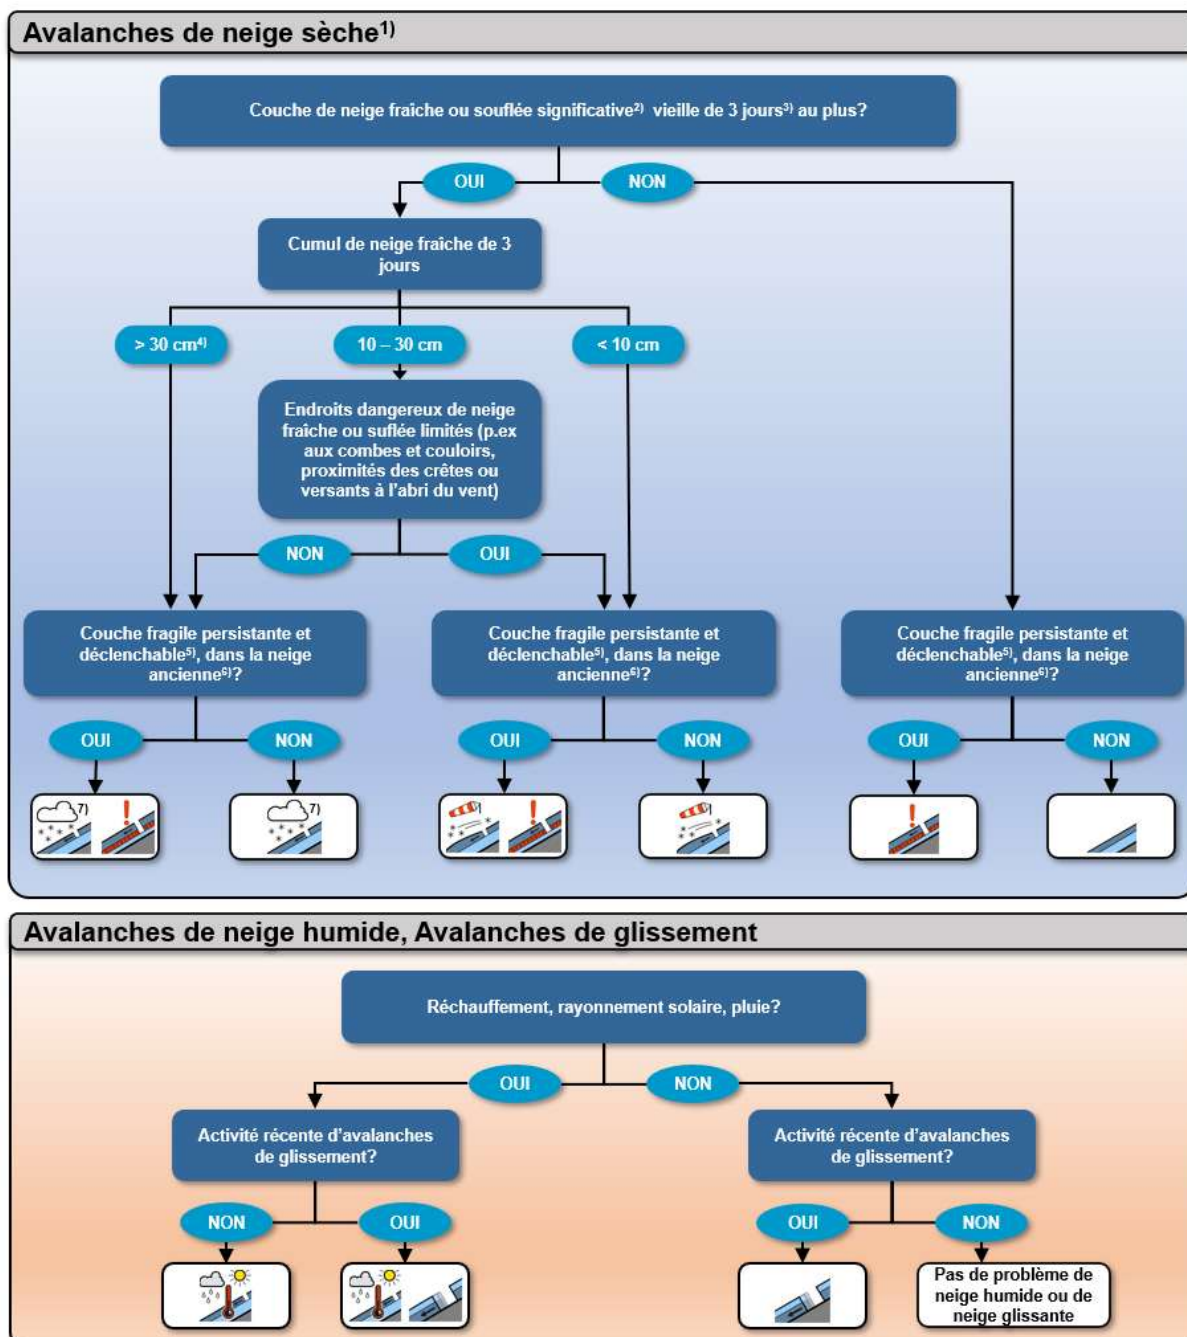 Avalanches de neige sèche1)
Couche de neige fraîche ou souflée significative2) vieille de 3 jours3) au plus?
OUI
NON
Cumul de neige fraîche de 3
jours
> 30 cm4)
10 – 30 cm
< 10 cm
Endroits dangereux de neige
fraîche ou suflée limités (p.ex
aux combes et couloirs,
proximités des crêtes ou
versants à l'abri du vent)
NON
OUI
Couche fragile persistante et
déclenchable5), dans la neige
ancienne6)?
Couche fragile persistante et
déclenchable5), dans la neige
ancienne6)?
Couche fragile persistante et
déclenchable5), dans la neige
ancienne6)?
OUI
NON
OUI
NON
OUI
NON
7)
7)
Avalanches de neige humide, Avalanches de glissement
Réchauffement, rayonnement solaire, pluie?
OUI
NON
Activité récente d'avalanches
de glissement?
Activité récente d'avalanches
de glissement?
NON
OUI
OUI
NON
Pas de problème de
neige humide ou de
neige glissante